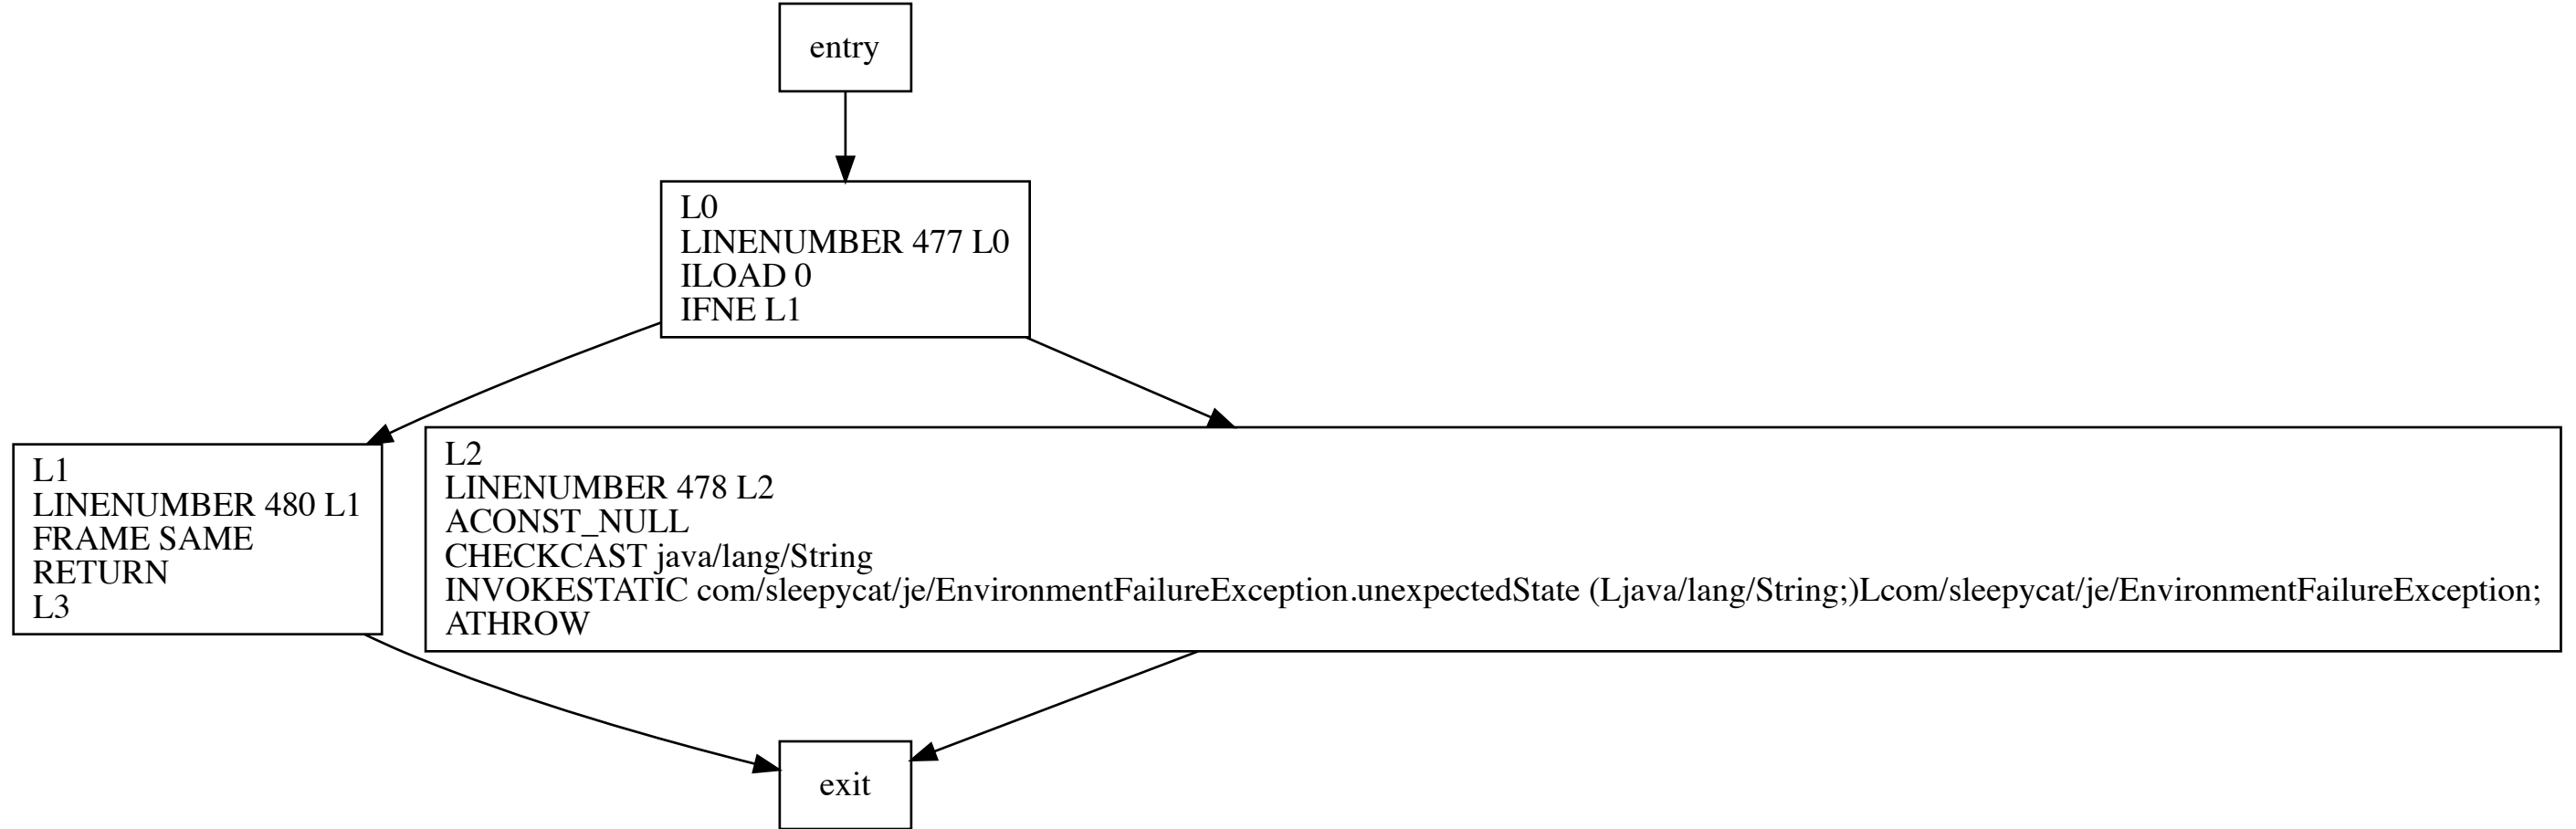 entry
L0
LINENUMBER 477 L0
ILOAD 0
IFNE L1
L1
LINENUMBER 480 L1
FRAME SAME
RETURN
L3
L2
LINENUMBER 478 L2
ACONST_NULL
CHECKCAST java/lang/String
INVOKESTATIC com/sleepycat/je/EnvironmentFailureException.unexpectedState (Ljava/lang/String;)Lcom/sleepycat/je/EnvironmentFailureException;
ATHROW
exit